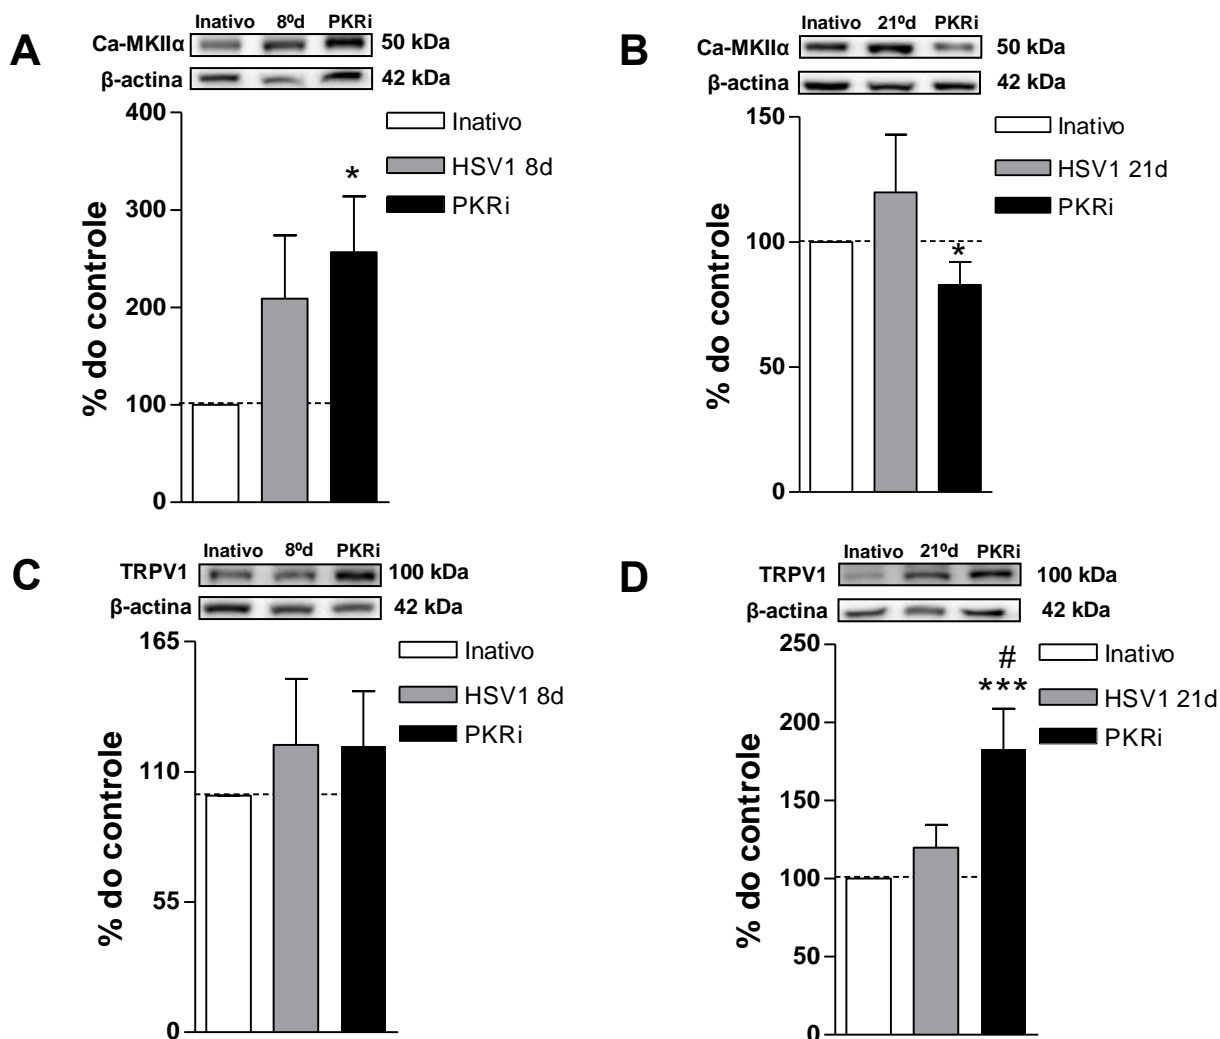 A
Inativo 8ºd PKRi
Ca-MKIIα 50 kDa
β-actina 42 kDa
400
300
200
100
0
% do controle
Inativo
HSV1 8d
PKRi
*
B
Inativo 21ºd PKRi
Ca-MKIIα 50 kDa
β-actina 42 kDa
150
100
50
0
% do controle
Inativo
HSV1 21d
PKRi
*
C
Inativo 8ºd PKRi
TRPV1 100 kDa
β-actina 42 kDa
165
110
55
0
% do controle
Inativo
HSV1 8d
PKRi
D
Inativo 21ºd PKRi
TRPV1 100 kDa
β-actina 42 kDa
250
200
150
100
50
0
% do controle
Inativo
HSV1 21d
PKRi
#
***